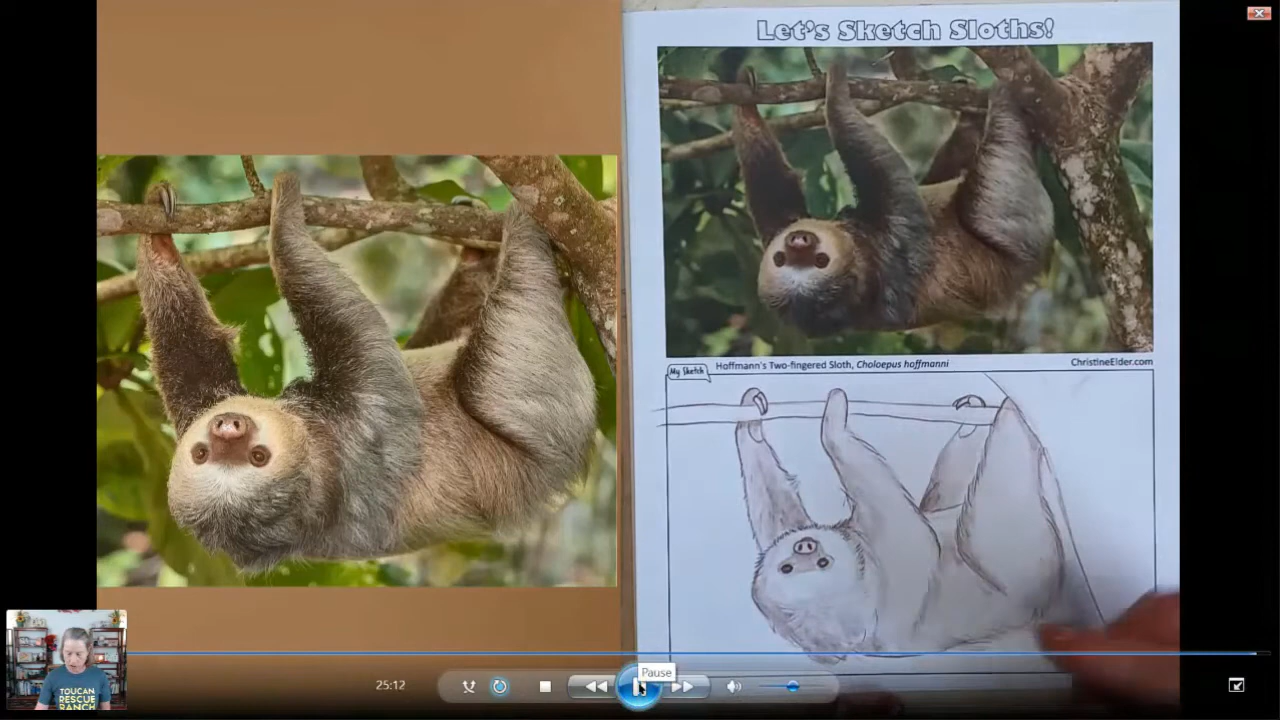 Let's Sketch Sloths!
Hoffmann's Two-fingered Sloth, Choloepus hoffmanni
ChristineElder.com
My Sketch
TOUCAN
RESCUE
RANCH
Pause
25:12